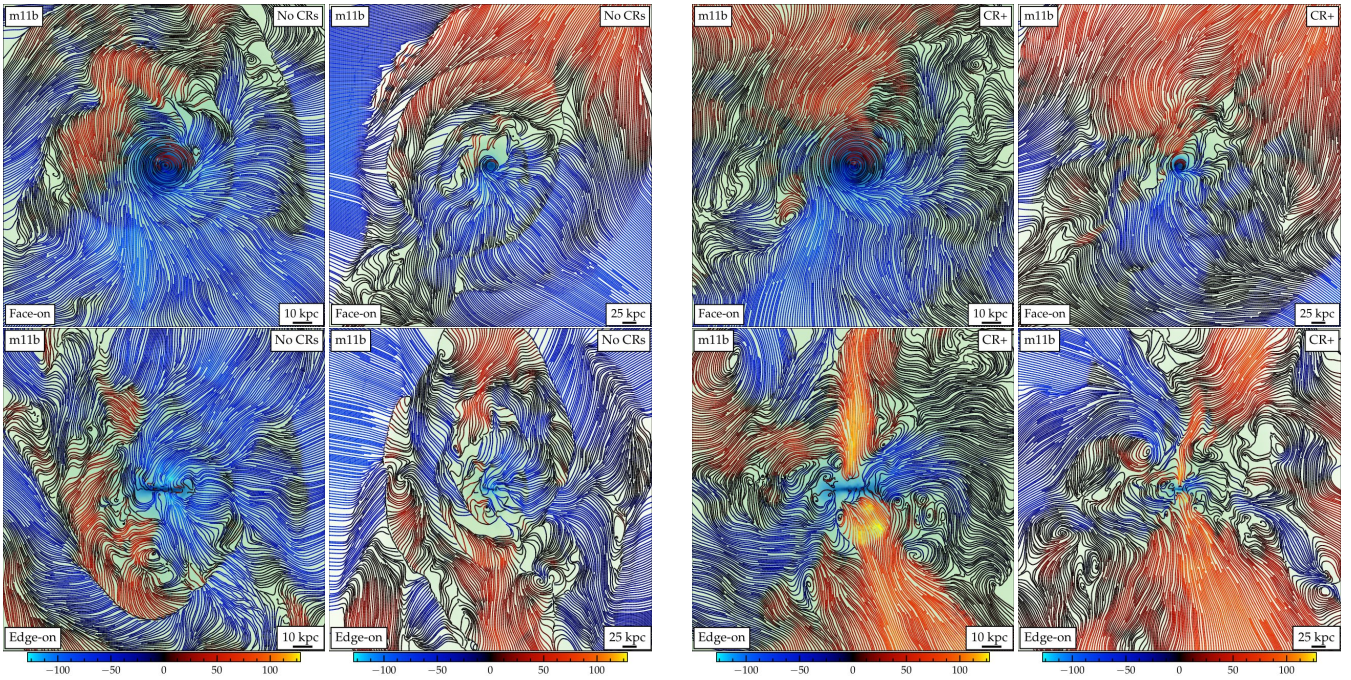 m11b No CRs m11b No CRs m11b CR+ m11b CR+
Face-on 10 kpc Face-on 25 kpc Face-on 10 kpc Face-on 25 kpc
m11b No CRs m11b No CRs m11b CR+ m11b CR+
Edge-on 10 kpc Edge-on 25 kpc Edge-on 10 kpc Edge-on 25 kpc
−100 −50 0 50 100 −100 −50 0 50 100 −100 −50 0 50 100 −100 −50 0 50 100